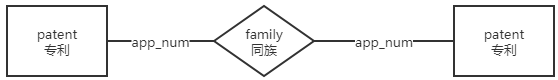 patent
专利
app_num
family
同族
app_num
patent
专利